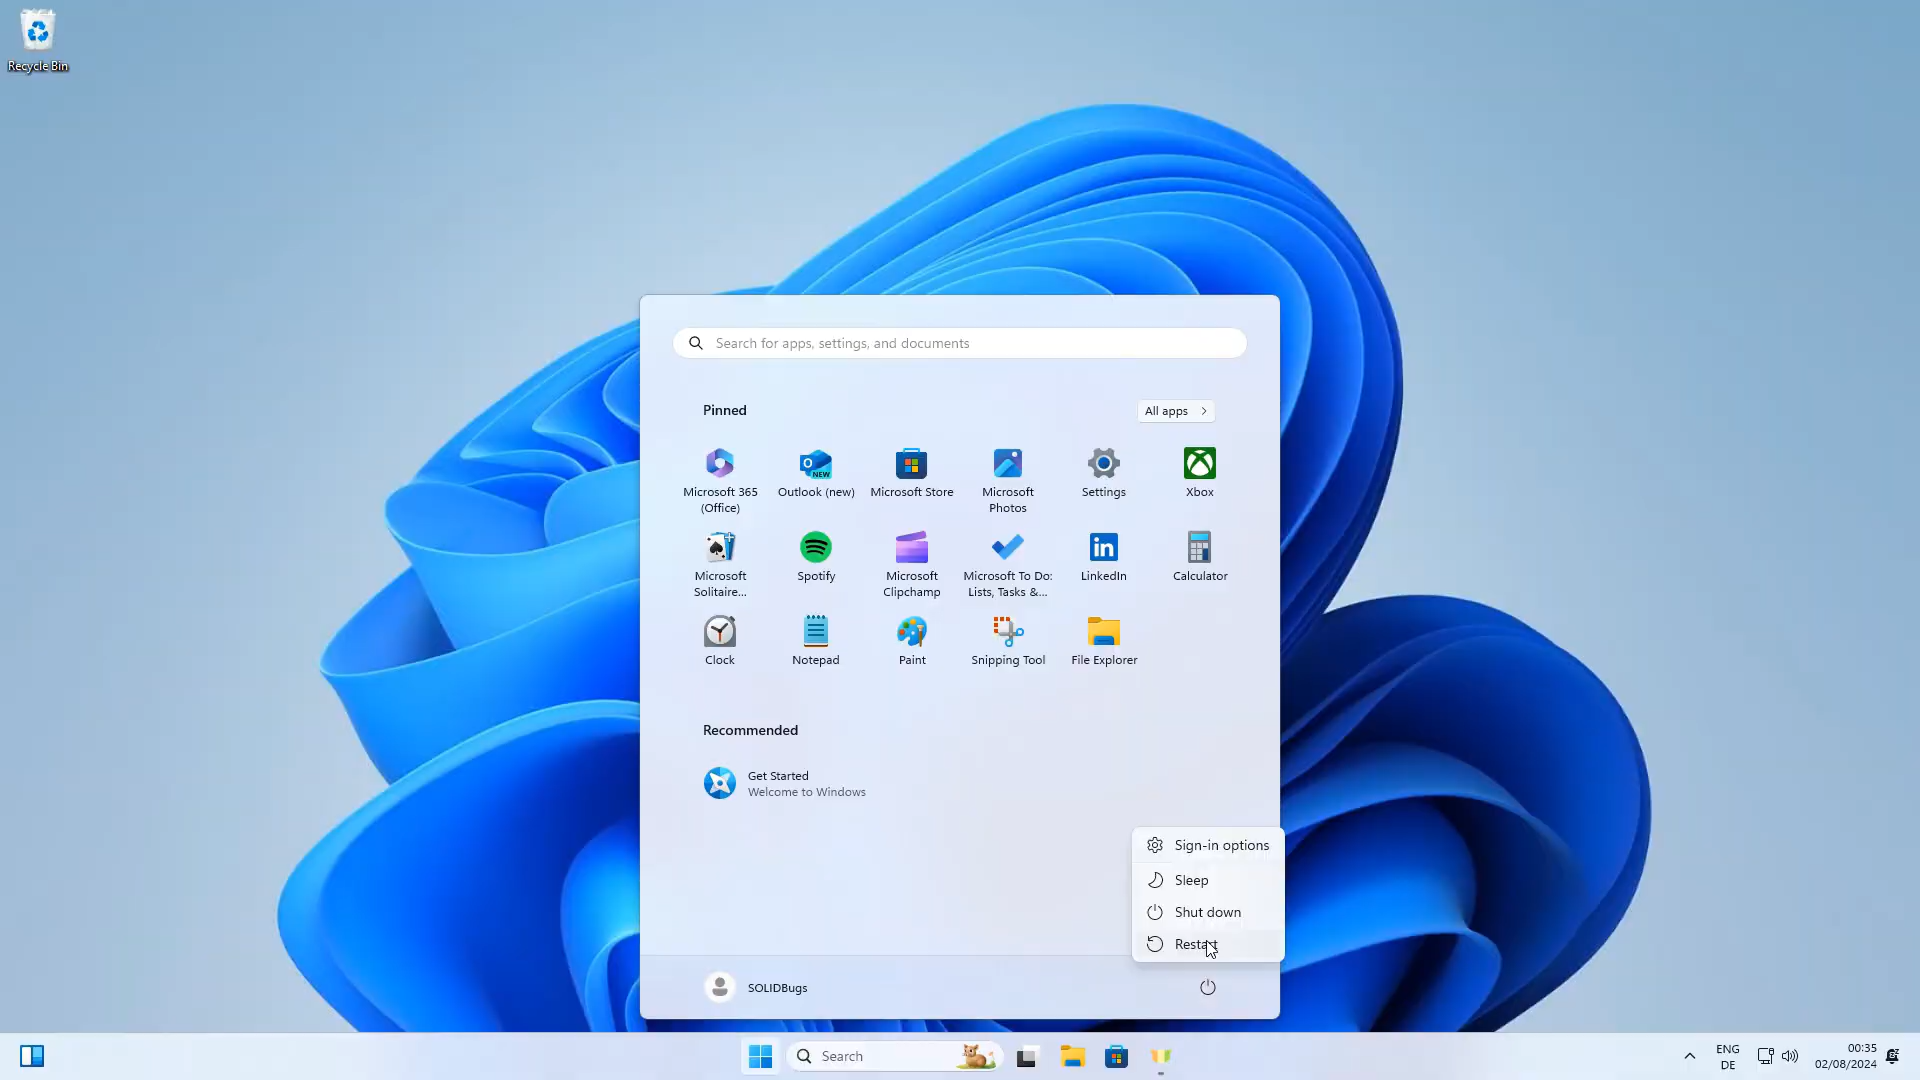 Recycle Bin
Search for apps, settings, and documents
Pinned
All apps
Microsoft 365
(Office)
Outlook (new)
Microsoft Store
Microsoft
Photos
Settings
Xbox
Microsoft
Solitaire...
Spotify
Microsoft
Clipchamp
Microsoft To Do:
Lists, Tasks &...
LinkedIn
Calculator
Clock
Notepad
Paint
Snipping Tool
File Explorer
Recommended
Get Started
Welcome to Windows
Sign-in options
Sleep
Shut down
Restart
SOLIDBugs
Search
ENG
DE
00:35
02/08/2024